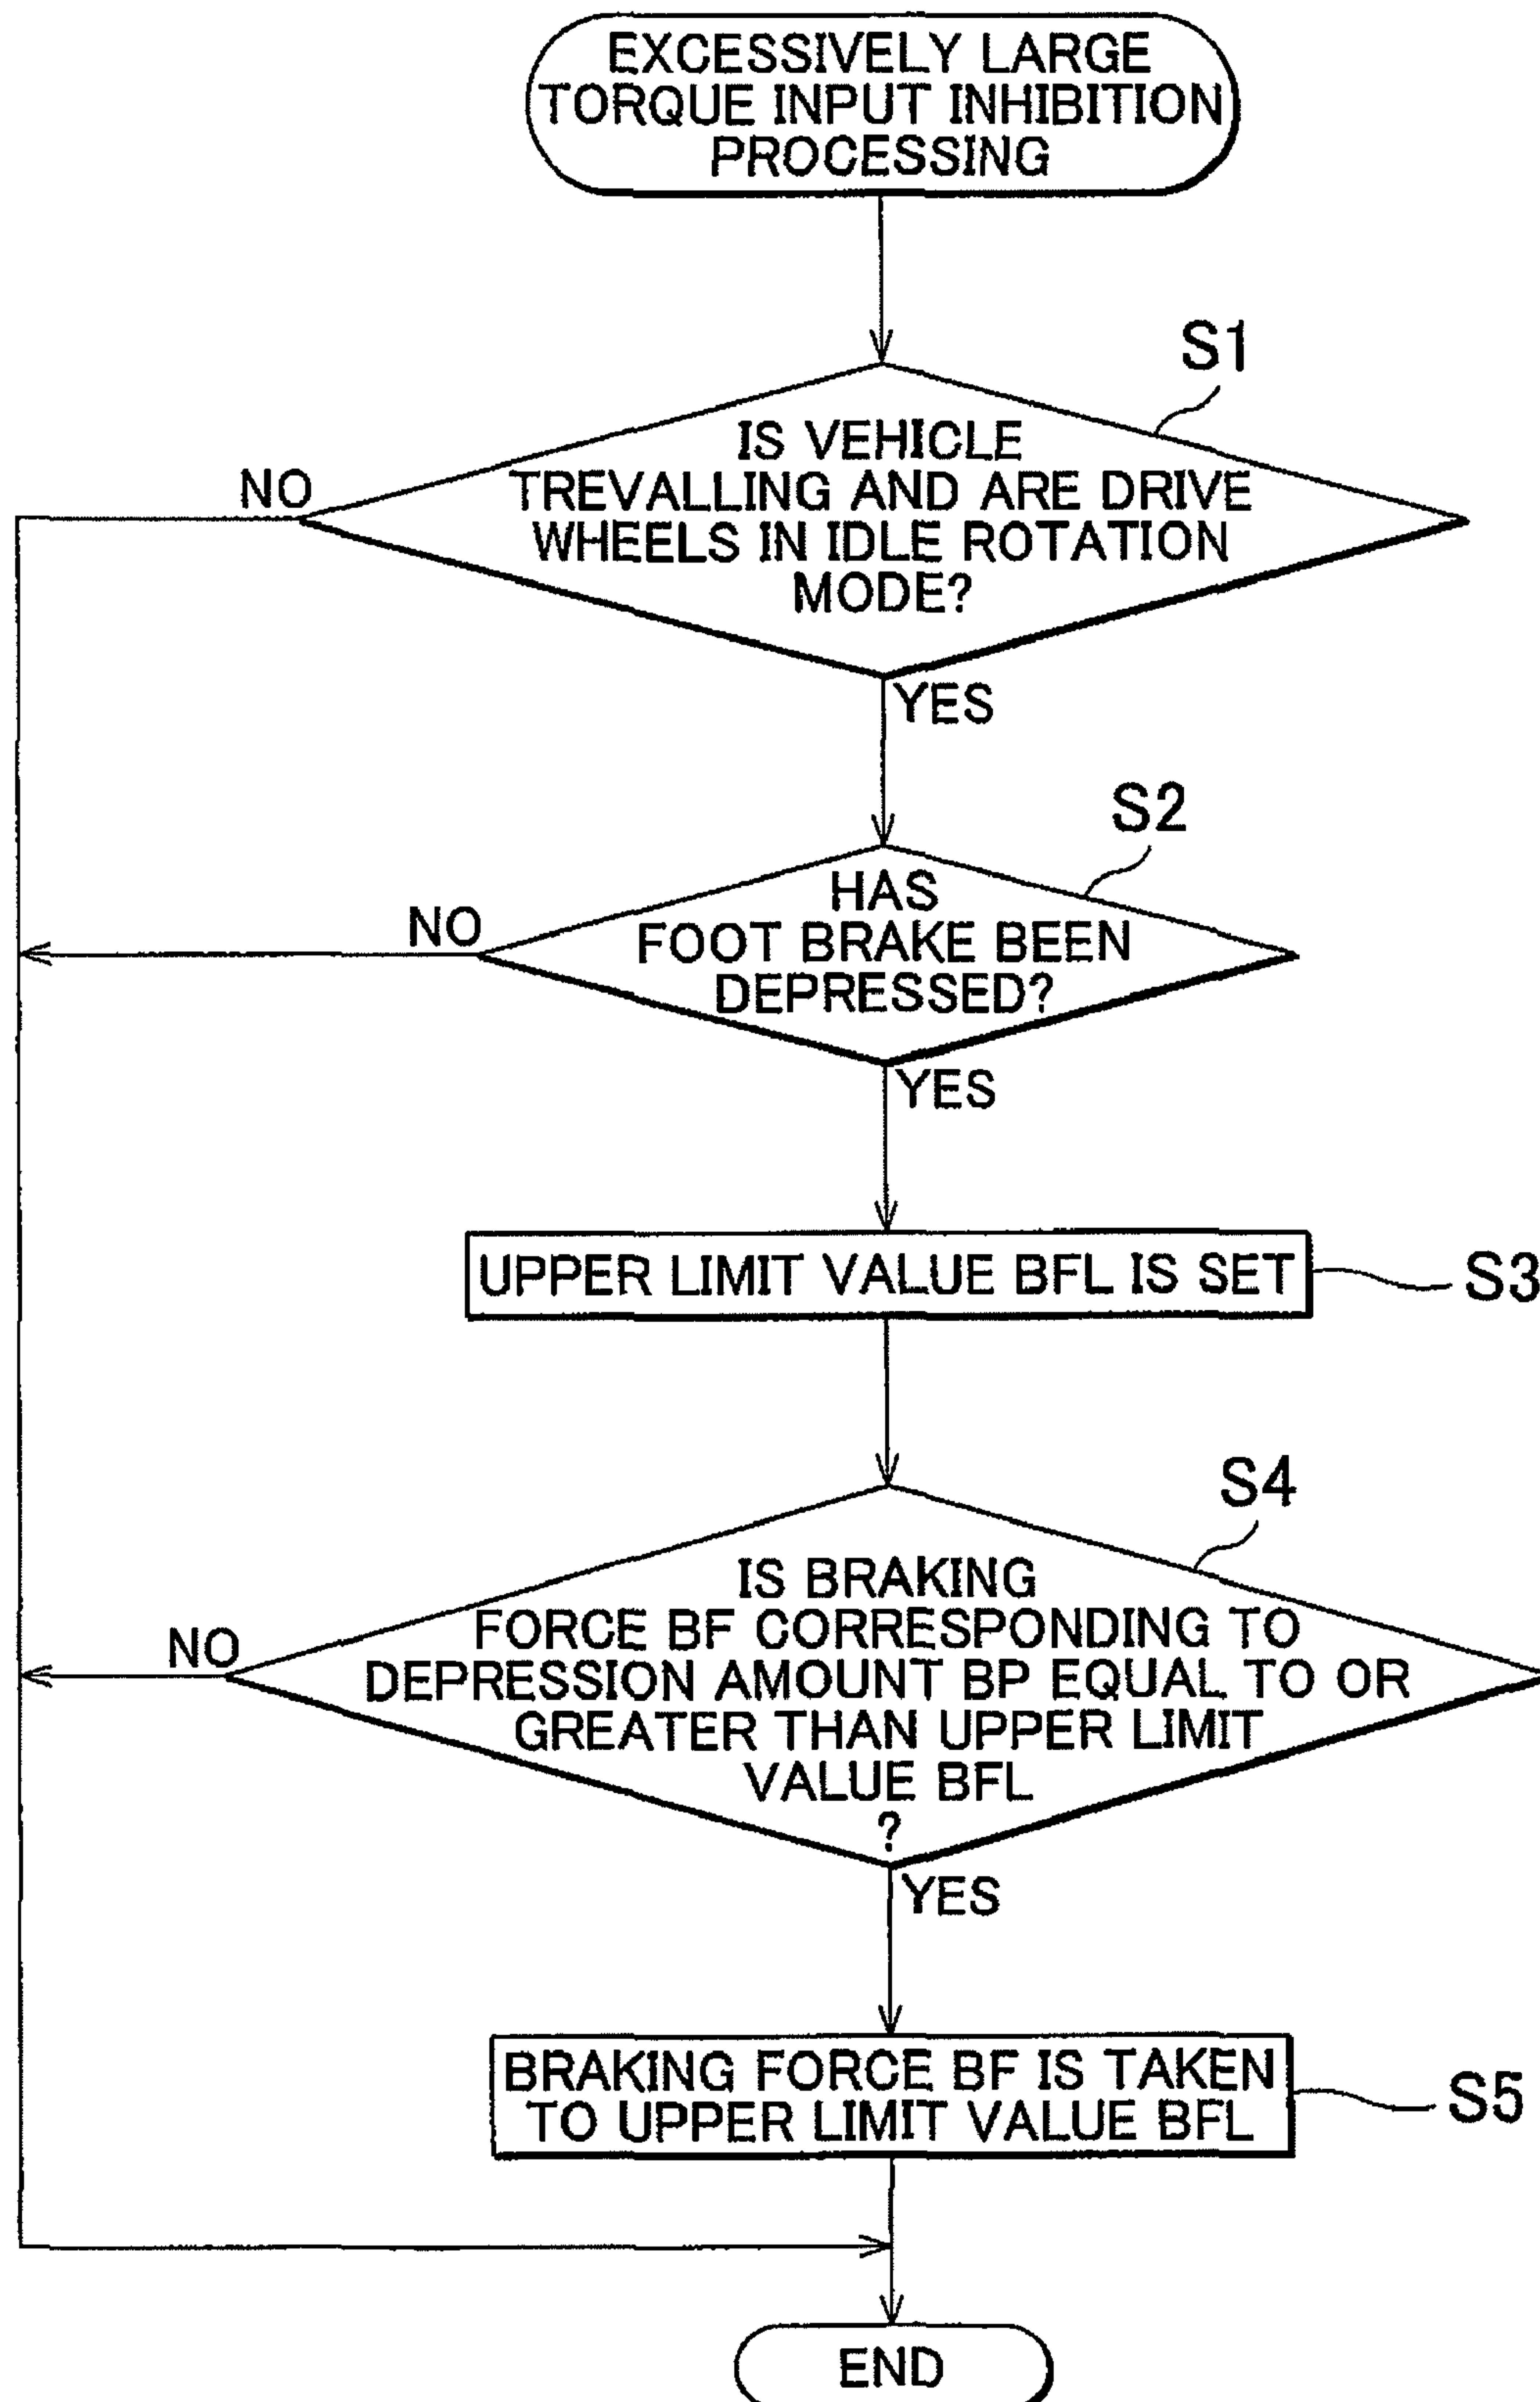 EXCESSIVELY LARGE
TORQUE INPUT INHIBITION
PROCESSING
S1
IS VEHICLE
TREVALLING AND ARE DRIVE
WHEELS IN IDLE ROTATION
MODE?
NO
YES
S2
HAS
FOOT BRAKE BEEN
DEPRESSED?
NO
YES
UPPER LIMIT VALUE BFL IS SET
S3
S4
IS BRAKING
FORCE BF CORRESPONDING TO
DEPRESSION AMOUNT BP EQUAL TO OR
GREATER THAN UPPER LIMIT
VALUE BFL
?
NO
YES
BRAKING FORCE BF IS TAKEN
TO UPPER LIMIT VALUE BFL
S5
END